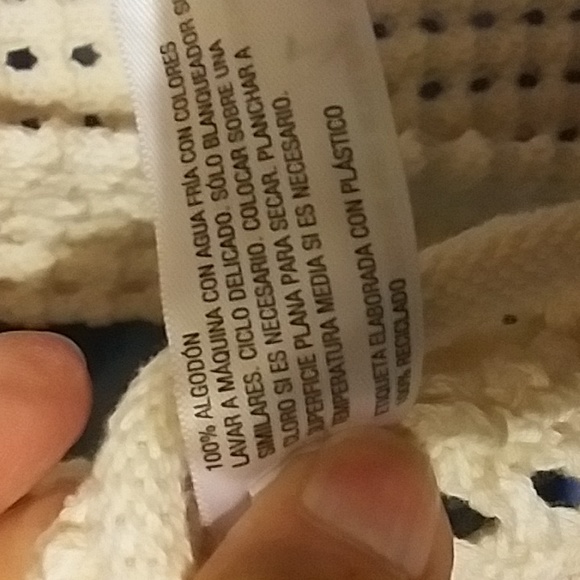 100% ALGODÓN
LAVAR A MÁQUINA CON AGUA FRÍA CON COLORES
SIMILARES. CICLO DELICADO. SÓLO BLANQUEADOR S
CLORO SI ES NECESARIO. COLOCAR SOBRE UNA
SUPERFICIE PLANA PARA SECAR. PLANCHAR A
TEMPERATURA MEDIA SI ES NECESARIO.
ETIQUETA ELABORADA CON PLÁSTICO
100% RECICLADO